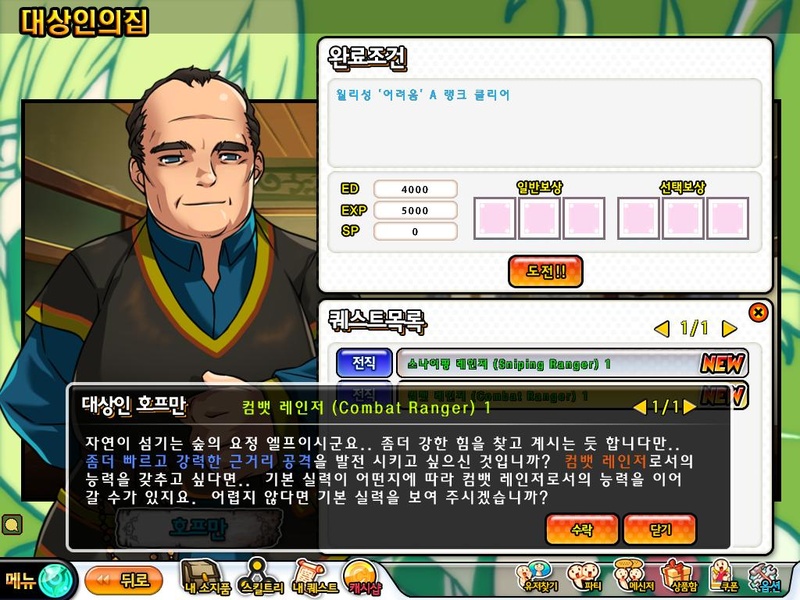 대상인의집
완료조건
월리성 '어려움' A 랭크 클리어
ED 4000
EXP 5000
SP 0
일반보상
선택보상
도전!!
퀘스트목록
1/1
전직 소나이핑 레인저 (Sniping Ranger) 1 NEW
전직 컴뱃 레인저 (Combat Ranger) 1 NEW
대상인 호프만
컴뱃 레인저 (Combat Ranger) 1
1/1
자연이 섬기는 숲의 요정 엘프이시군요.. 좀더 강한 힘을 찾고 계시는 듯 합니다만..
좀더 빠르고 강력한 근거리 공격을 발전 시키고 싶으신 것입니까? 컴뱃 레인저로서의
능력을 갖추고 싶다면.. 기본 실력이 어떤지에 따라 컴뱃 레인저로서의 능력을 이어
갈 수가 있지요. 어렵지 않다면 기본 실력을 보여 주시겠습니까?
호프만
수락
닫기
메뉴
뒤로
내 소지품
스킬트리
내 퀘스트
캐시샵
유저찾기
파티
메신저
상품함
쿠폰
옵션